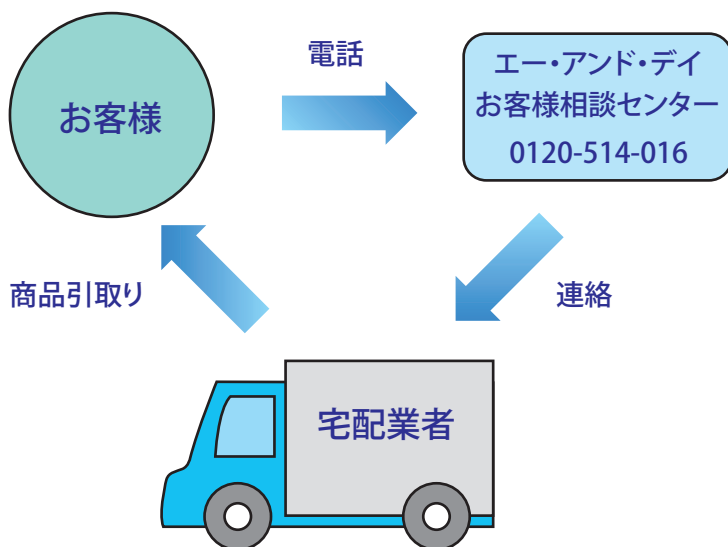 電話
お客様
エー・アンド・デイ
お客様相談センター
0120-514-016
商品引取り
連絡
宅配業者